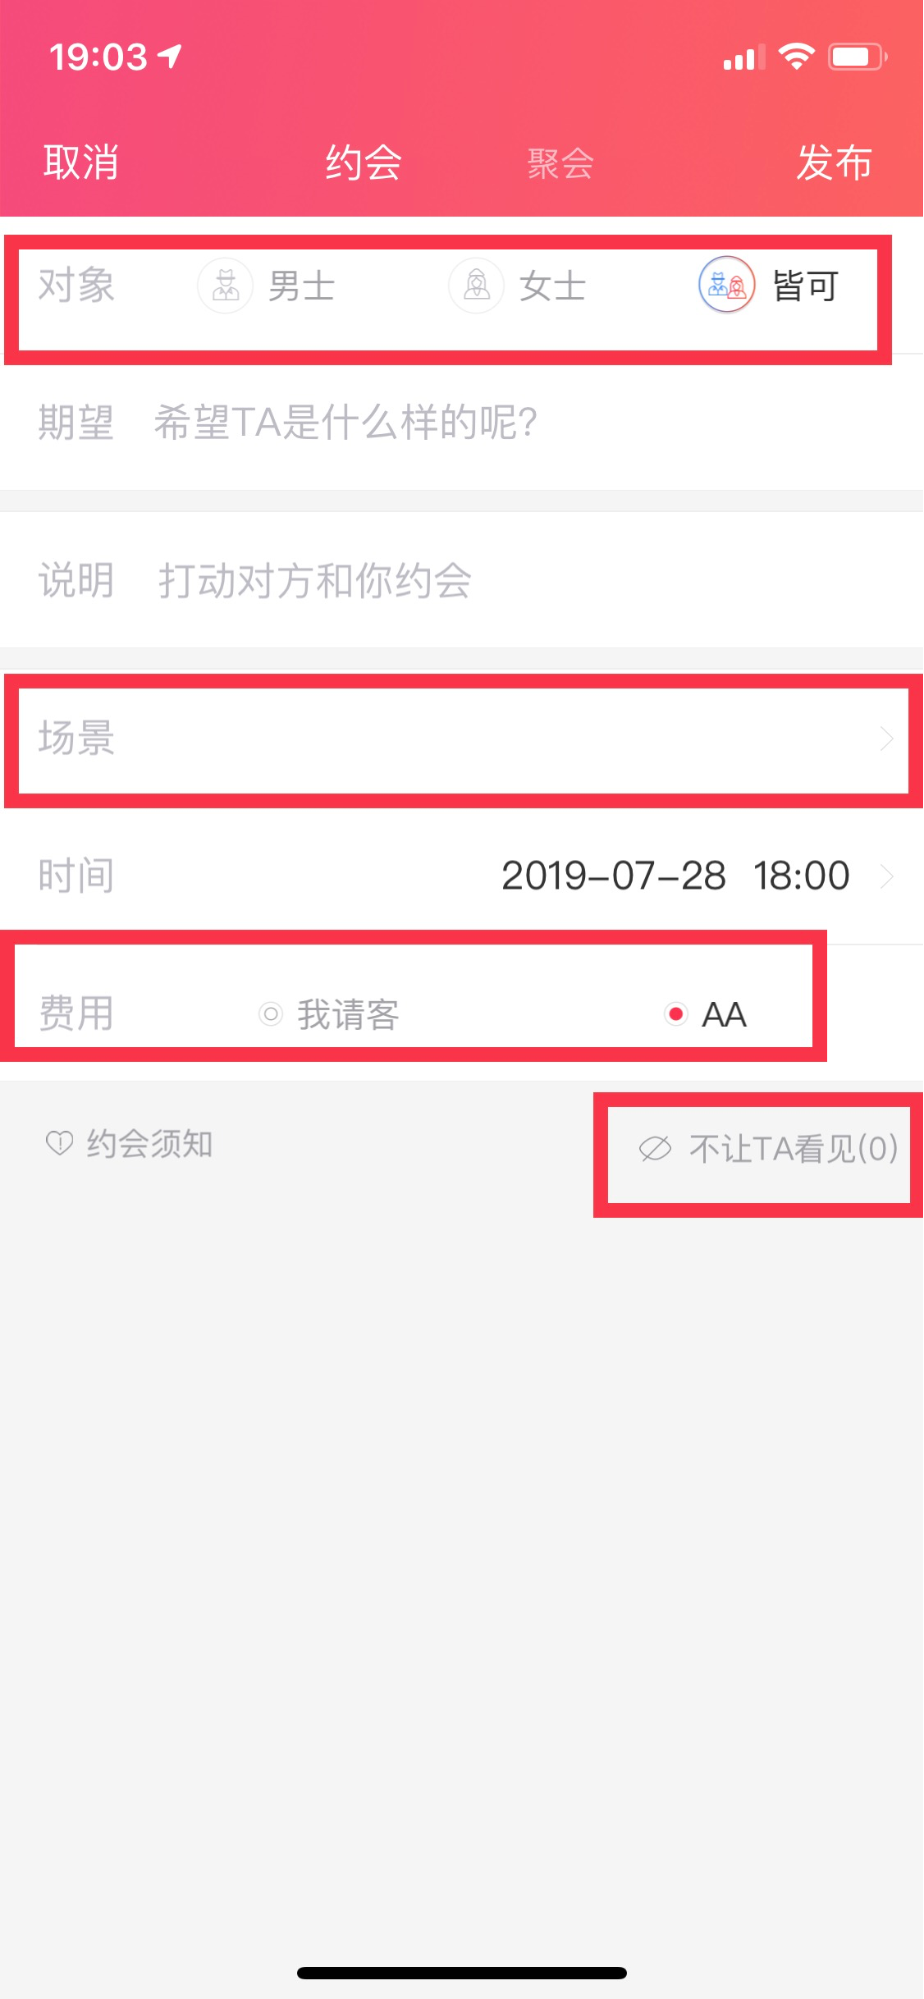 19:03
取消 约会 聚会 发布
对象 男士 女士 皆可
期望 希望TA是什么样的呢?
说明 打动对方和你约会
场景
时间 2019-07-28 18:00
费用 我请客 AA
约会须知 不让TA看见(0)